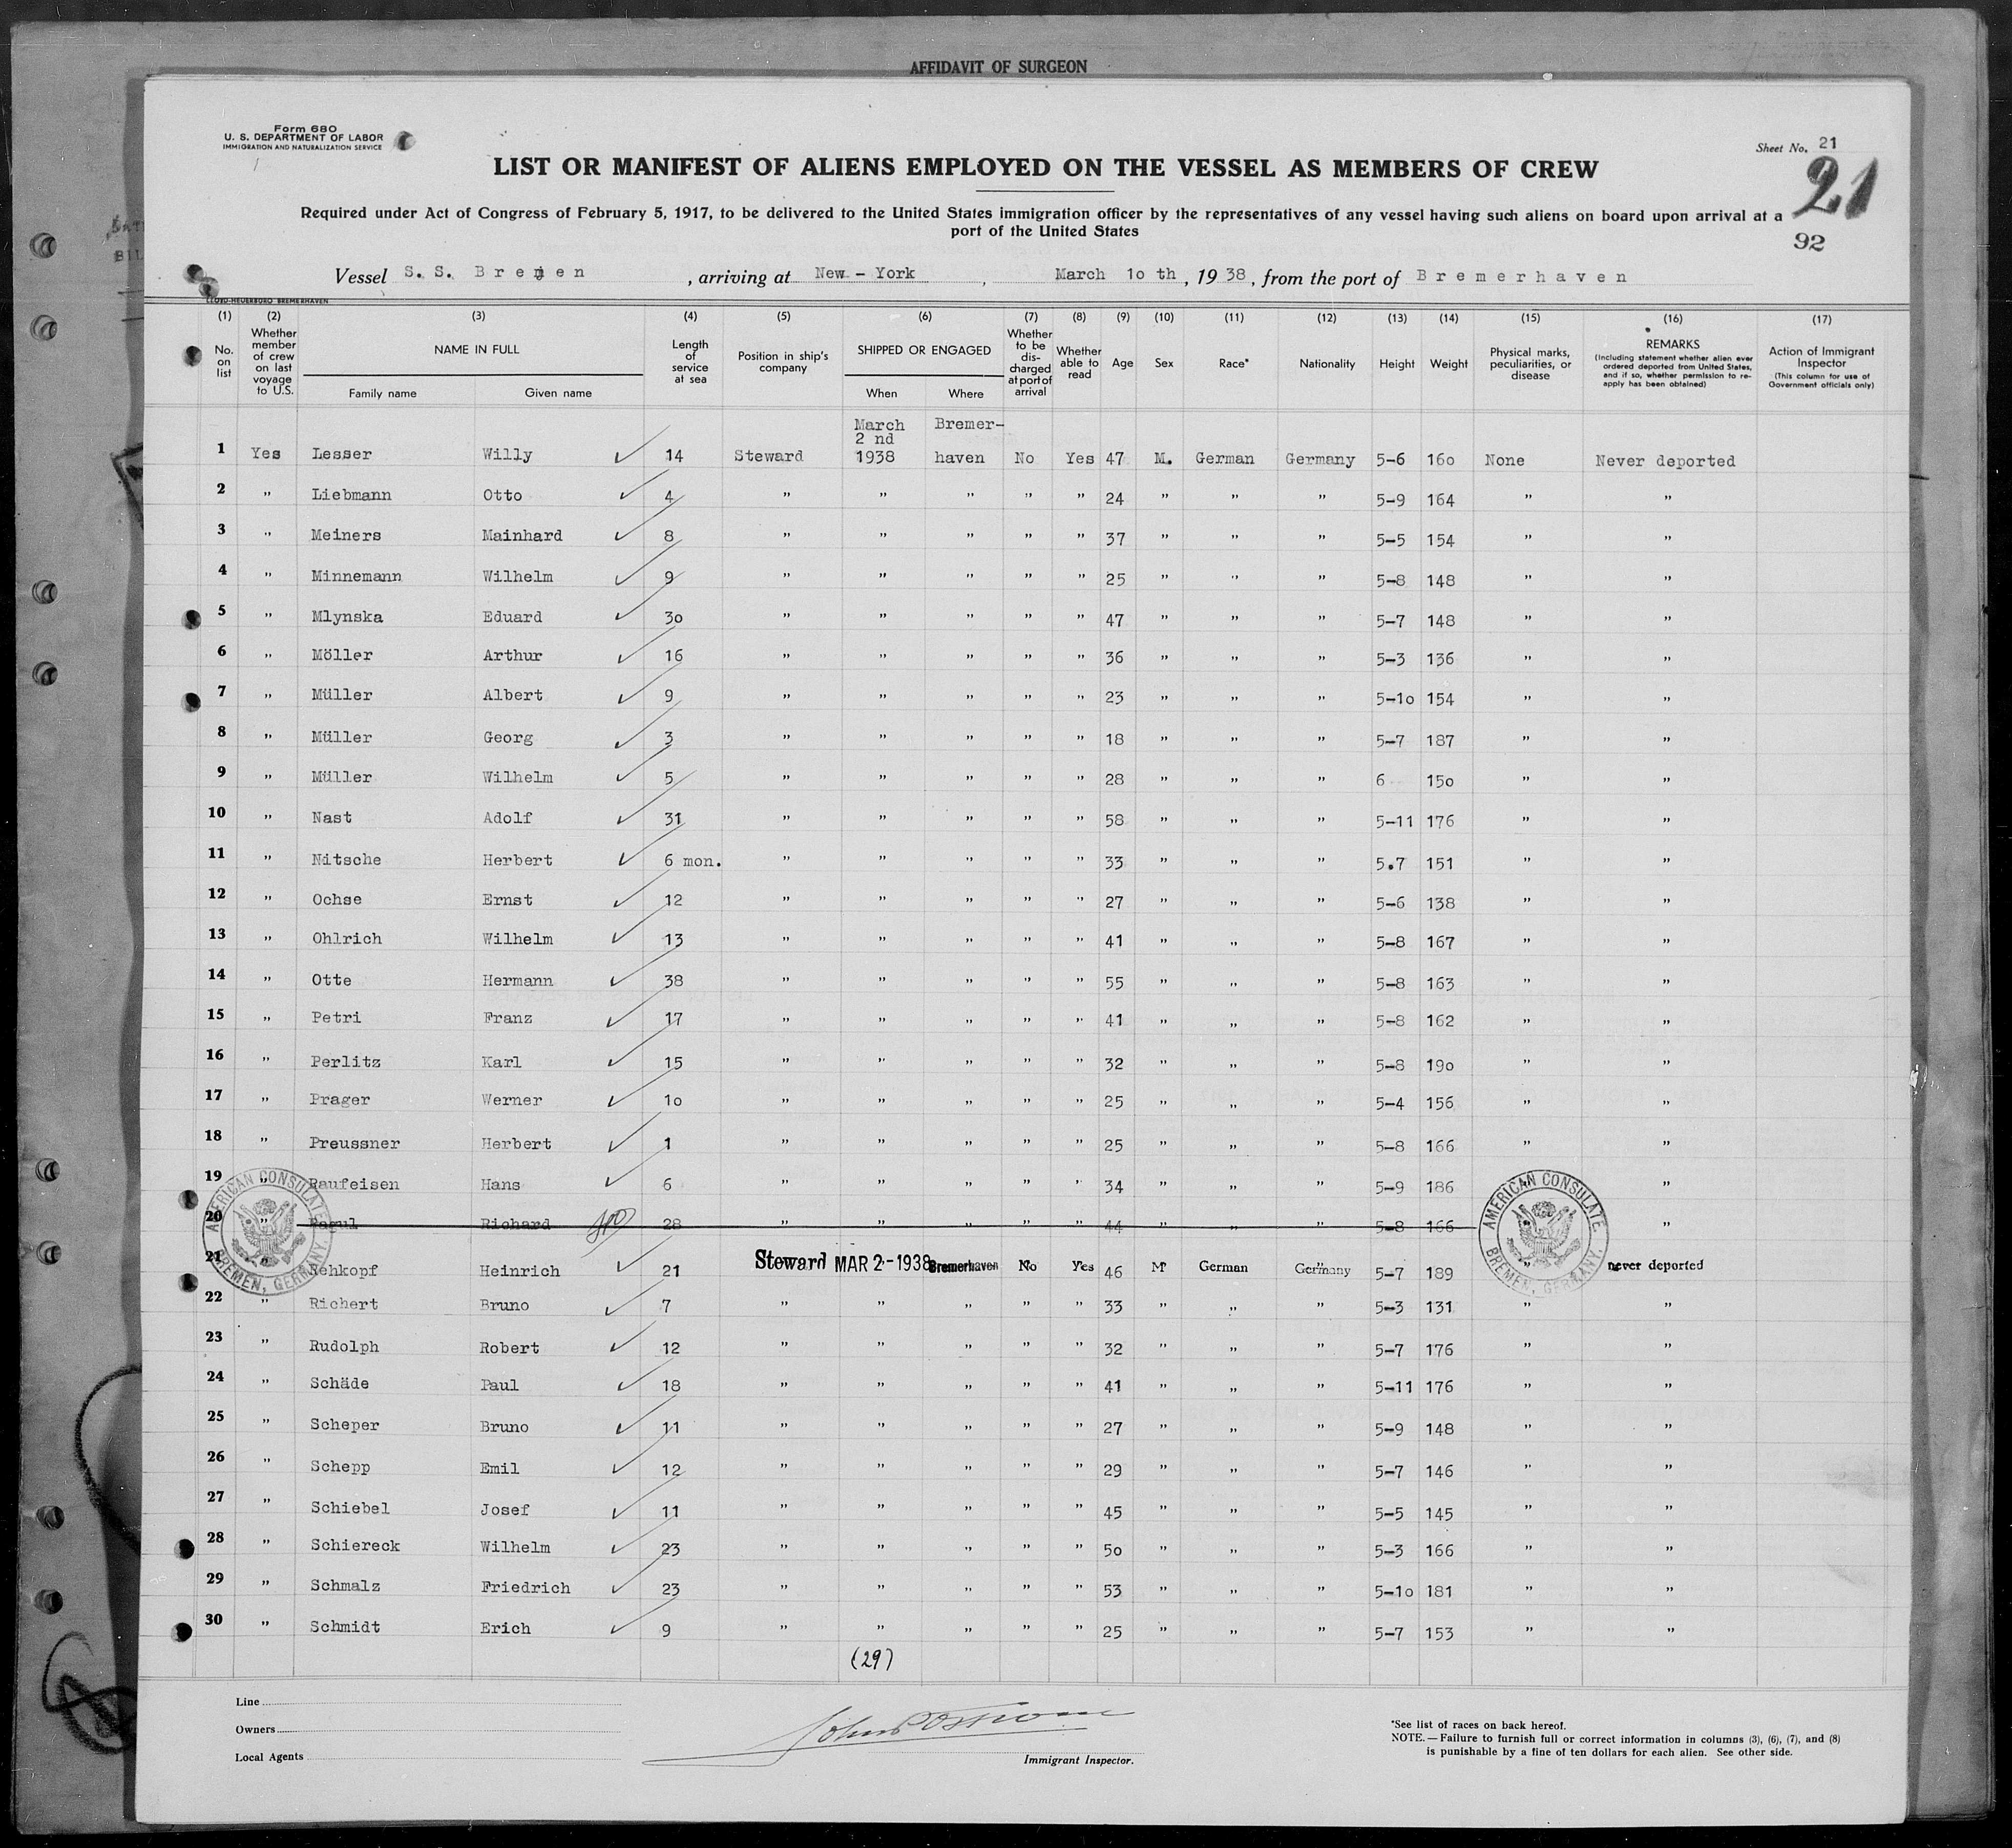 AFFIDAVIT OF SURGEON
Form 680
U. S. DEPARTMENT OF LABOR
IMMIGRATION AND NATURALIZATION SERVICE
Sheet No. 21
LIST OR MANIFEST OF ALIENS EMPLOYED ON THE VESSEL AS MEMBERS OF CREW
21
Required under Act of Congress of February 5, 1917, to be delivered to the United States immigration officer by the representatives of any vessel having such aliens on board upon arrival at a
port of the United States
92
Vessel S. S. Bremen, arriving at New-York, March 10 th, 1938, from the port of Bremerhaven
(1) (2) (3) (4) (5) (6) (7) (8) (9) (10) (11) (12) (13) (14) (15) (16) (17)
No. on list Whether member of crew on last voyage to U.S. NAME IN FULL Family name Given name Length of service at sea Position in ship's company SHIPPED OR ENGAGED When Where Whether to be discharged at port of arrival Whether able to read Age Sex Race* Nationality Height Weight Physical marks, peculiarities, or disease REMARKS (Including statement whether alien ever ordered deported from United States, and if so, whether permission to reapply has been obtained) Action of Immigrant Inspector (This column for use of Government officials only)
March Bremer-
2 nd
1 Yes Lesser Willy ✓ 14 Steward 1938 haven No Yes 47 M. German Germany 5-6 160 None Never deported
2 " Liebmann Otto ✓ 4 " " " " " 24 " " " 5-9 164 " "
3 " Meiners Mainhard ✓ 8 " " " " " 37 " " " 5-5 154 " "
4 " Minnemann Wilhelm ✓ 9 " " " " " 25 " " " 5-8 148 " "
5 " Mlynska Eduard ✓ 30 " " " " " 47 " " " 5-7 148 " "
6 " Möller Arthur ✓ 16 " " " " " 36 " " " 5-3 136 " "
7 " Müller Albert ✓ 9 " " " " " 23 " " " 5-10 154 " "
8 " Müller Georg ✓ 3 " " " " " 18 " " " 5-7 187 " "
9 " Müller Wilhelm ✓ 5 " " " " " 28 " " " 6 150 " "
10 " Nast Adolf ✓ 31 " " " " " 58 " " " 5-11 176 " "
11 " Nitsche Herbert ✓ 6 mon. " " " " " 33 " " " 5.7 151 " "
12 " Ochse Ernst ✓ 12 " " " " " 27 " " " 5-6 138 " "
13 " Ohlrich Wilhelm ✓ 13 " " " " " 41 " " " 5-8 167 " "
14 " Otte Hermann ✓ 38 " " " " " 55 " " " 5-8 163 " "
15 " Petri Franz ✓ 17 " " " " " 41 " " " 5-8 162 " "
16 " Perlitz Karl ✓ 15 " " " " " 32 " " " 5-8 190 " "
17 " Prager Werner ✓ 10 " " " " " 25 " " " 5-4 156 " "
18 " Preussner Herbert ✓ 1 " " " " " 25 " " " 5-8 166 " "
19 " Raufeisen Hans ✓ 6 " " " " " 34 " " " 5-9 186 " "
20 " Richard 28 " " " " " 44 " " " 5-8 166 " "
21 " Rehkopf Heinrich ✓ 21 Steward MAR 2-1938 Bremerhaven No Yes 46 M German Germany 5-7 189 " never deported
22 " Richert Bruno ✓ 7 " " " " " 33 " " " 5-3 131 " "
23 " Rudolph Robert ✓ 12 " " " " " 32 " " " 5-7 176 " "
24 " Schäde Paul ✓ 18 " " " " " 41 " " " 5-11 176 " "
25 " Scheper Bruno ✓ 11 " " " " " 27 " " " 5-9 148 " "
26 " Schepp Emil ✓ 12 " " " " " 29 " " " 5-7 146 " "
27 " Schiebel Josef ✓ 11 " " " " " 45 " " " 5-5 145 " "
28 " Schiereck Wilhelm ✓ 23 " " " " " 50 " " " 5-3 166 " "
29 " Schmalz Friedrich ✓ 23 " " " " " 53 " " " 5-10 181 " "
30 " Schmidt Erich ✓ 9 " " " " " 25 " " " 5-7 153 " "
AMERICAN CONSULATE BREMEN, GERMANY.
AMERICAN CONSULATE BREMEN, GERMANY.
(29)
Line
Owners
Local Agents
Immigrant Inspector.
*See list of races on back hereof.
NOTE.—Failure to furnish full or correct information in columns (3), (6), (7), and (8)
is punishable by a fine of ten dollars for each alien. See other side.